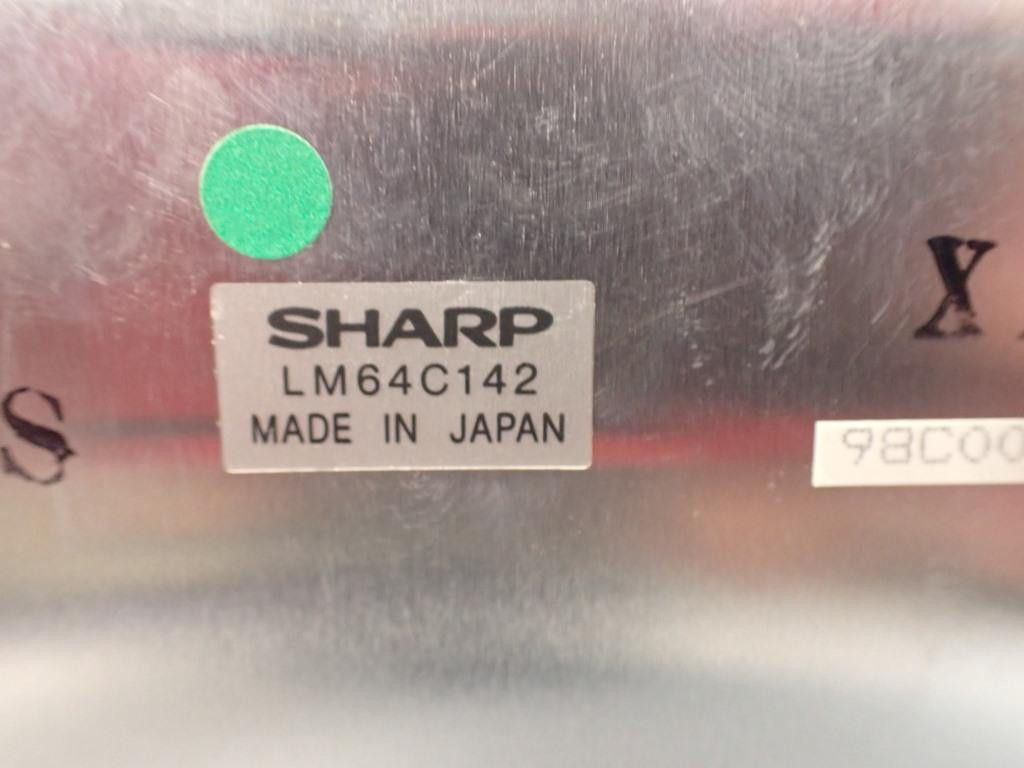 SHARP
LM64C142
MADE IN JAPAN
X
S
98C00